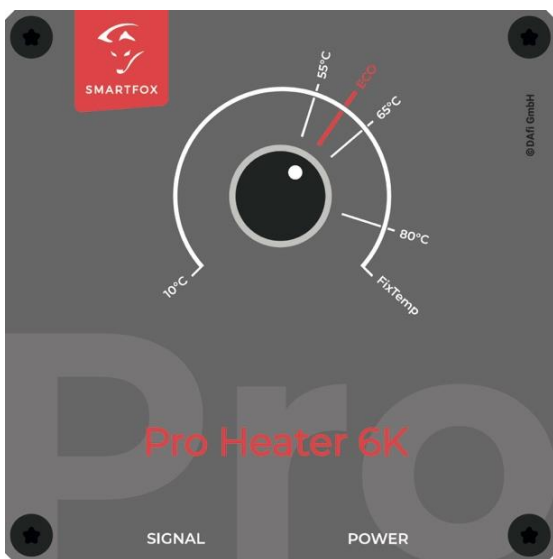 SMARTFOX
55°C
ECO
65°C
©DAfi GmbH
80°C
10°C
FixTemp
Pro
Pro Heater 6K
SIGNAL
POWER